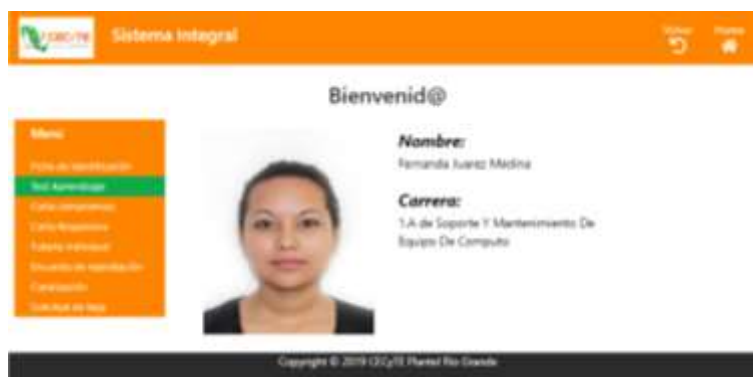 CECyTE
Sistema Integral
Volver
Home
Bienvenid@
Menú
Ficha de Identificación
Test Aprendizaje
Carta compromiso
Carta Responsiva
Tutoría Individual
Encuesta de reprobación
Canalización
Solicitud de baja
Nombre:
Fernanda Juarez Medina
Carrera:
1.A de Soporte Y Mantenimiento De
Equipo De Computo
Copyright © 2019 CECyTE Plantel Rio Grande